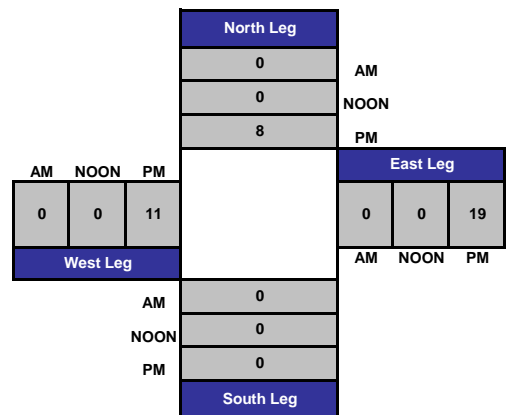 North Leg
0
AM
0
NOON
8
PM
AM NOON PM
East Leg
0 0 11
0 0 19
West Leg
AM NOON PM
AM
0
NOON
0
PM
0
South Leg